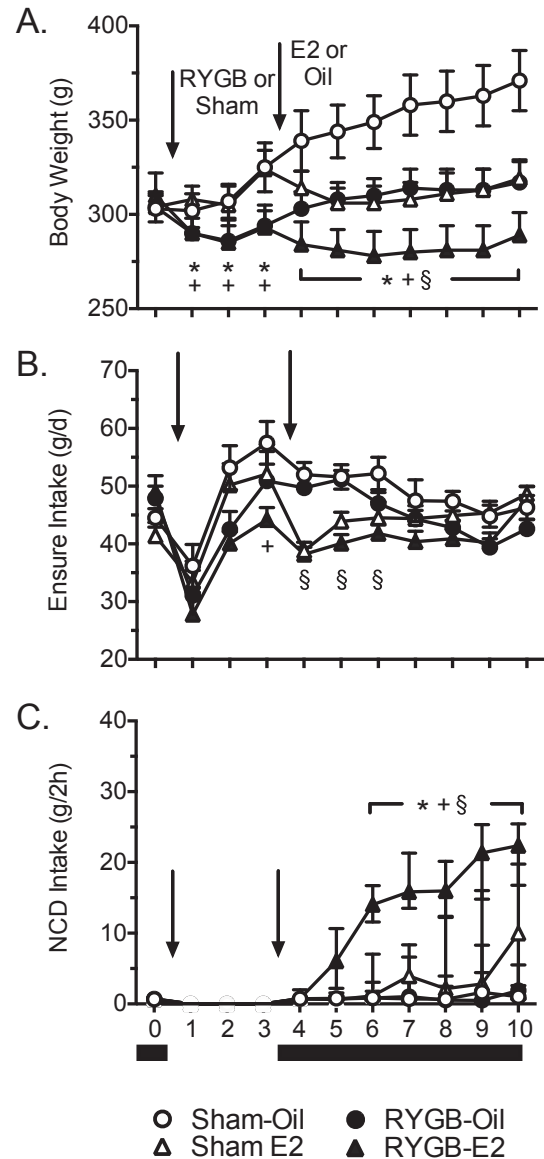 A.
400
350
300
250
Body Weight (g)
RYGB or
Sham
E2 or
Oil
* * *
+ + +
* + §
B.
70
60
50
40
30
20
Ensure Intake (g/d)
+
§ § §
C.
40
30
20
10
0
NCD Intake (g/2h)
* + §
0 1 2 3 4 5 6 7 8 9 10
Sham-Oil RYGB-Oil
Sham E2 RYGB-E2